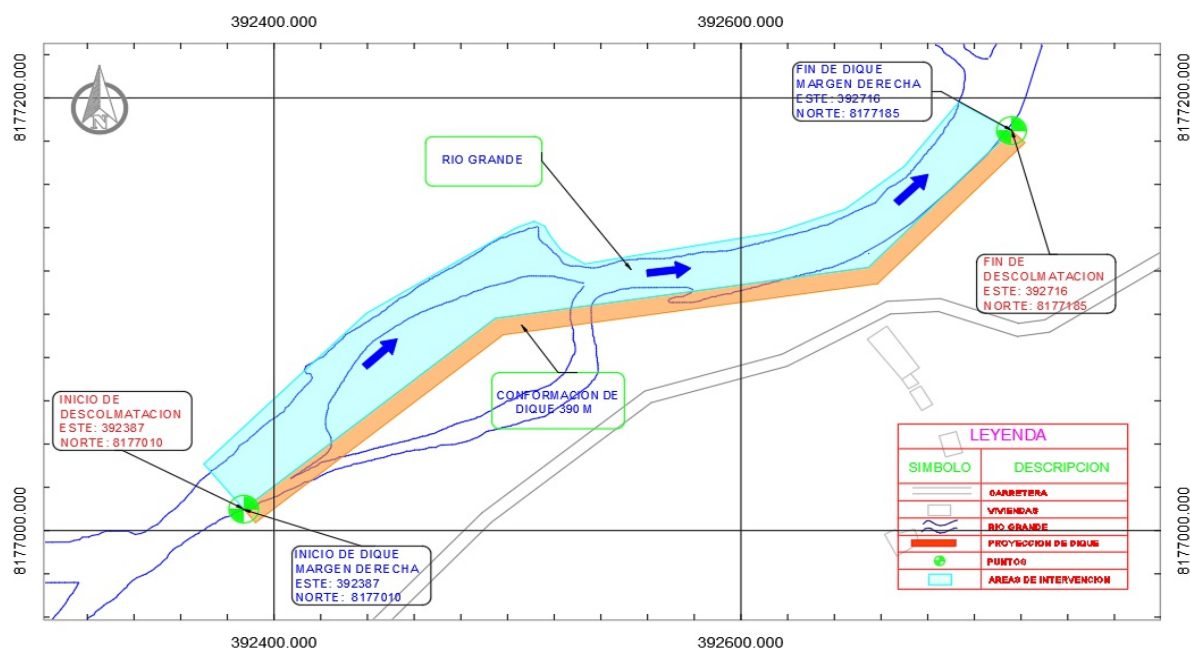 392400.000
392600.000
8177200.000
8177200.000
N
FIN DE DIQUE
MARGEN DERECHA
ESTE: 392716
NORTE: 8177185
RIO GRANDE
FIN DE
DESCOLMATACION
ESTE: 392716
NORTE: 8177185
INICIO DE
DESCOLMATACION
ESTE: 392387
NORTE: 8177010
CONFORMACION DE
DIQUE 390 M
INICIO DE DIQUE
MARGEN DERECHA
ESTE: 392387
NORTE: 8177010
LEYENDA
SIMBOLO DESCRIPCION
CARRETERA
VIVIENDAS
RIO GRANDE
PROYECCION DE DIQUE
PUNTOS
AREAS DE INTERVENCION
8177000.000
8177000.000
392400.000
392600.000